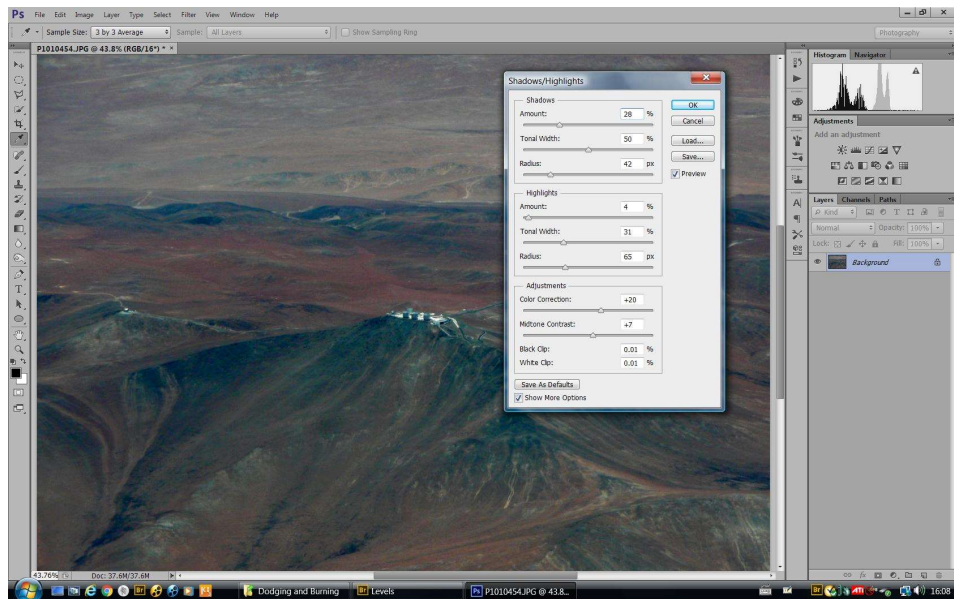 Ps File Edit Image Layer Type Select Filter View Window Help
Sample Size: 3 by 3 Average Sample: All Layers Show Sampling Ring Photography
P1010454.JPG @ 43.8% (RGB/16*) * ×
Shadows/Highlights
Shadows
Amount: 28 %
Tonal Width: 50 %
Radius: 42 px
Highlights
Amount: 4 %
Tonal Width: 31 %
Radius: 65 px
Adjustments
Color Correction: +20
Midtone Contrast: +7
Black Clip: 0.01 %
White Clip: 0.01 %
Save As Defaults
Show More Options
OK
Cancel
Load...
Save...
Preview
Histogram Navigator
Adjustments
Add an adjustment
Layers Channels Paths
Kind
Normal Opacity: 100%
Lock: Fill: 100%
Background
43.76% Doc: 37.6M/37.6M
Dodging and Burning Br Levels Ps P1010454.JPG @ 43.8... 16:08